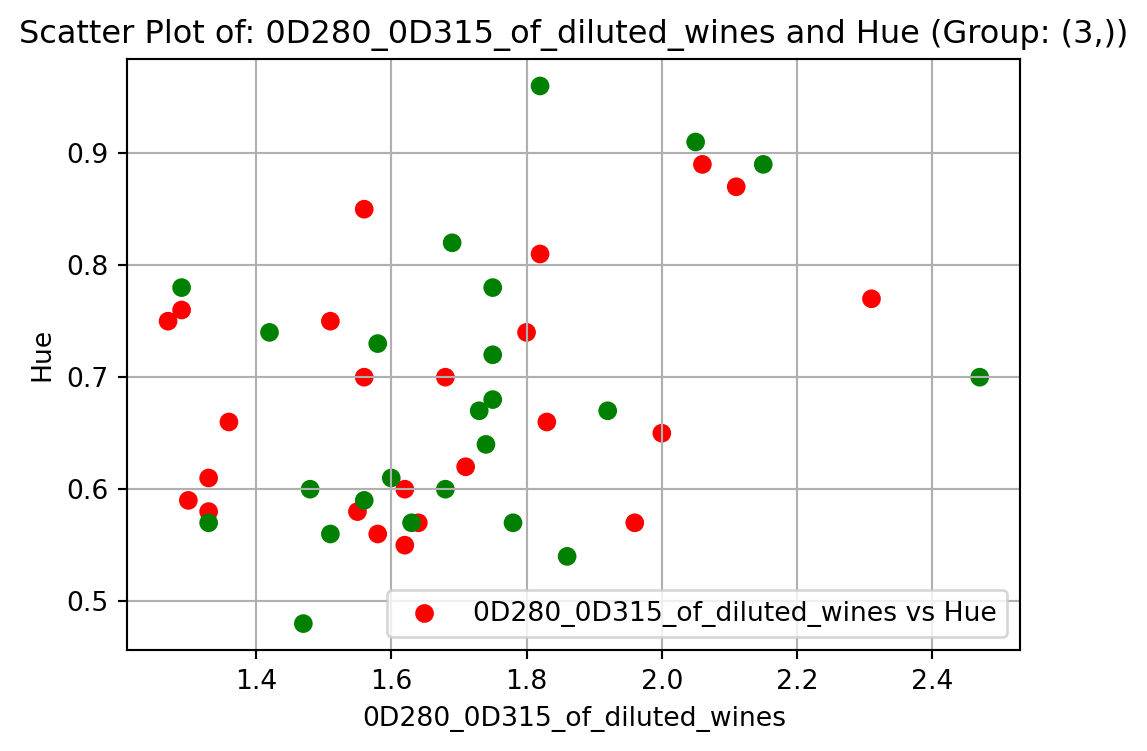 Scatter Plot of: 0D280_0D315_of_diluted_wines and Hue (Group: (3,))
0.9
0.8
0.7
0.6
0.5
Hue
0D280_0D315_of_diluted_wines vs Hue
1.4 1.6 1.8 2.0 2.2 2.4
0D280_0D315_of_diluted_wines